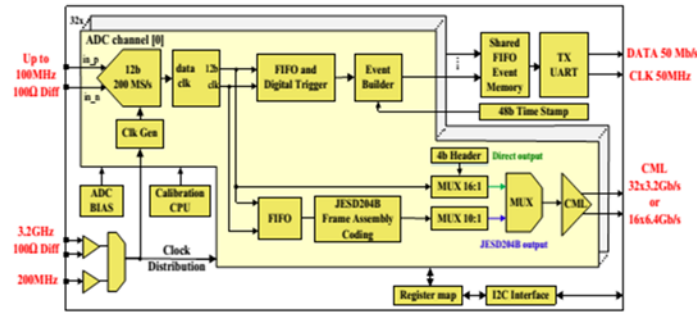 32x
ADC channel [0]
Up to
100MHz
100Ω Diff
in_p
in_n
12b
200 MS/s
data
clk
12b
clk
FIFO and
Digital Trigger
Event
Builder
Shared
FIFO
Event
Memory
TX
UART
DATA 50 Mb/s
CLK 50MHz
48b Time Stamp
Clk Gen
4b Header
Direct output
MUX 16:1
ADC
BIAS
Calibration
CPU
FIFO
JESD204B
Frame Assembly
Coding
MUX 10:1
MUX
CML
JESD204B output
CML
32x3.2Gb/s
or
16x6.4Gb/s
3.2GHz
100Ω Diff
200MHz
Clock
Distribution
Register map
I2C Interface